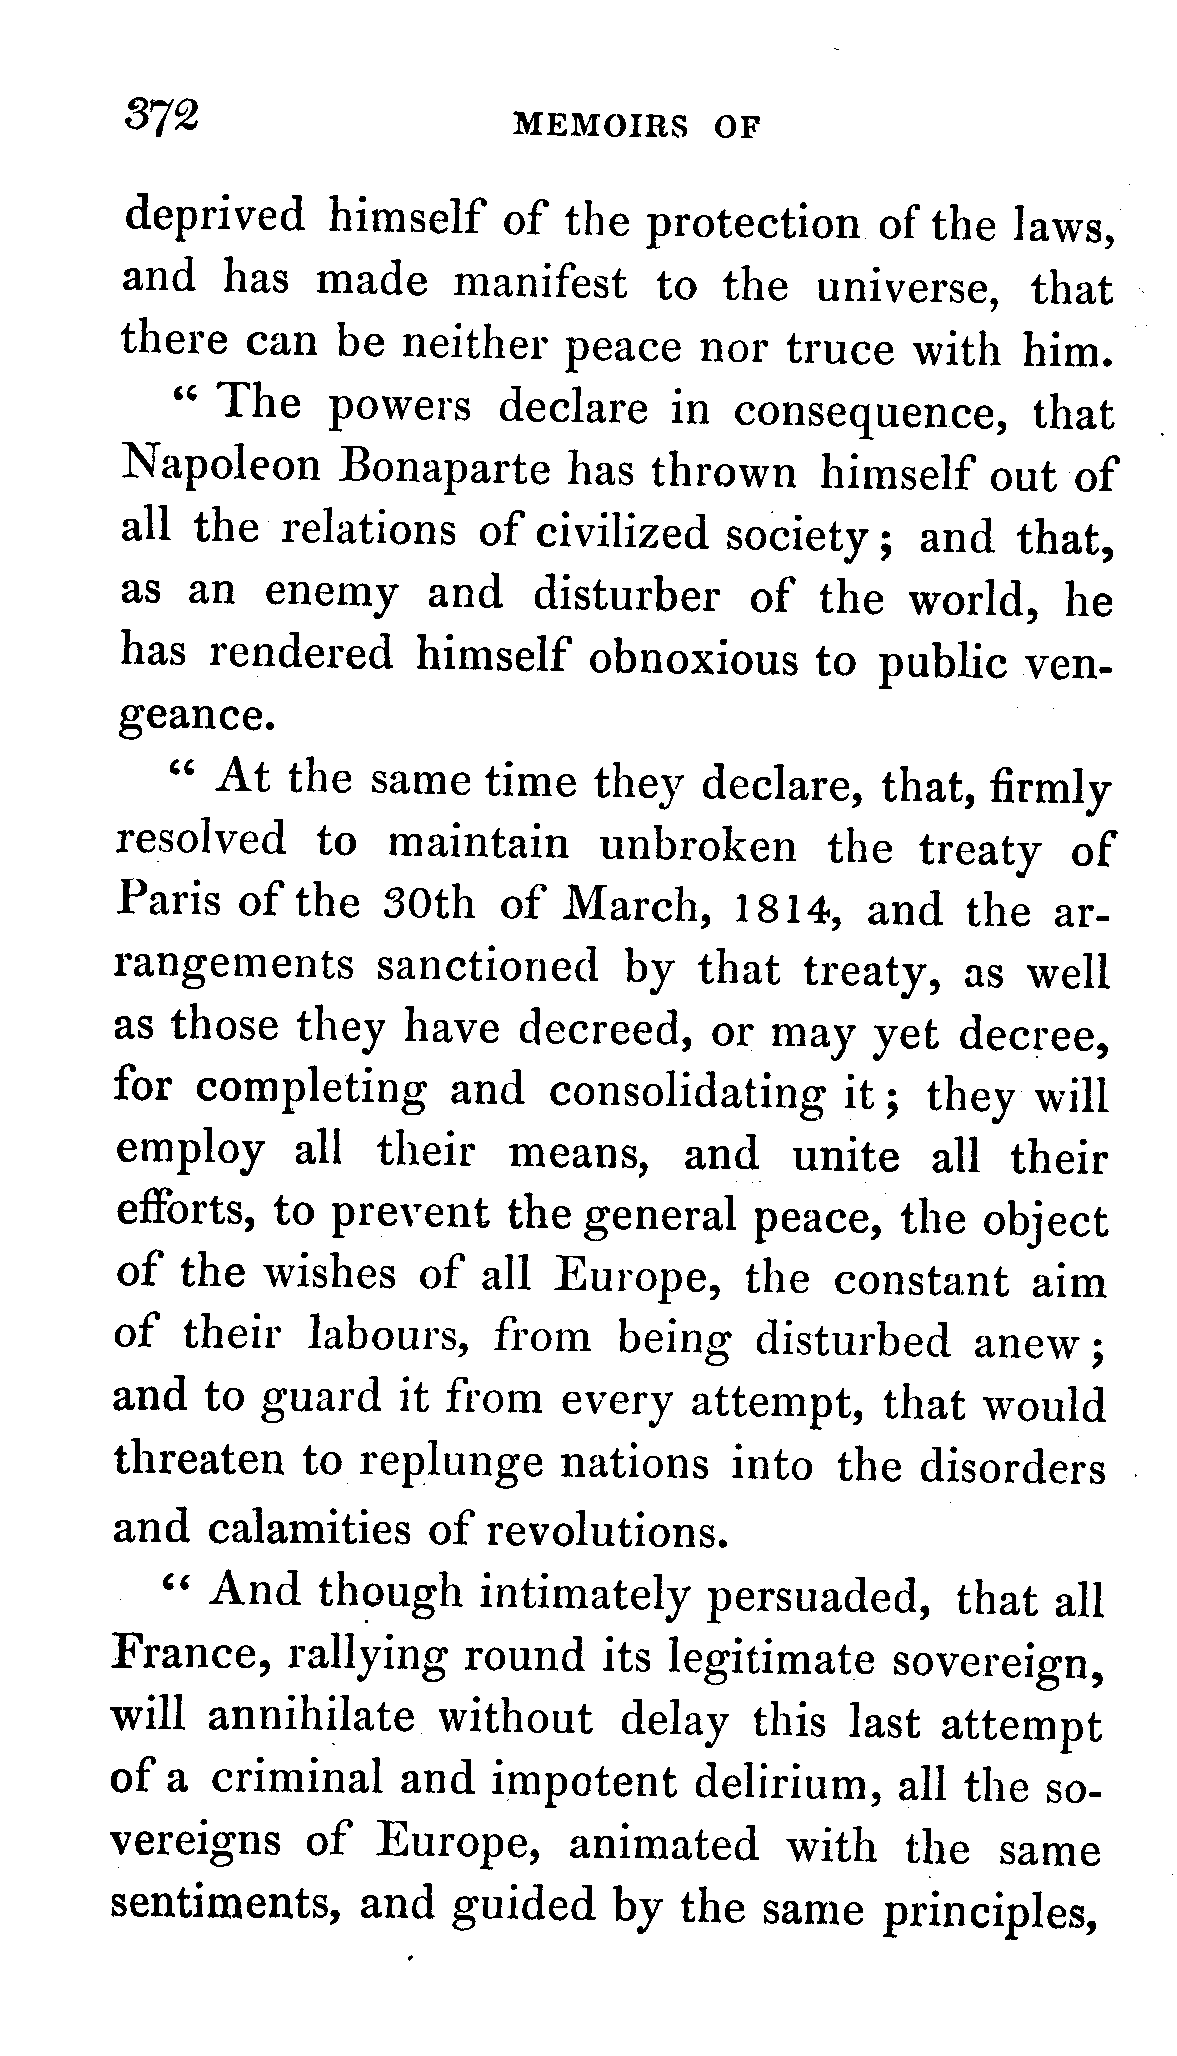 372 MEMOIRS OF
deprived himself of the protection of the laws,
and has made manifest to the universe, that
there can be neither peace nor truce with him.
“ The powers declare in consequence, that
Napoleon Bonaparte has thrown himself out of
all the relations of civilized society ; and that,
as an enemy and disturber of the world, he
has rendered himself obnoxious to public ven-
geance.
“ At the same time they declare, that, firmly
resolved to maintain unbroken the treaty of
Paris of the 30th of March, 1814, and the ar-
rangements sanctioned by that treaty, as well
as those they have decreed, or may yet decree,
for completing and consolidating it ; they will
employ all their means, and unite all their
efforts, to prevent the general peace, the object
of the wishes of all Europe, the constant aim
of their labours, from being disturbed anew ;
and to guard it from every attempt, that would
threaten to replunge nations into the disorders
and calamities of revolutions.
“ And though intimately persuaded, that all
France, rallying round its legitimate sovereign,
will annihilate without delay this last attempt
of a criminal and impotent delirium, all the so-
vereigns of Europe, animated with the same
sentiments, and guided by the same principles,